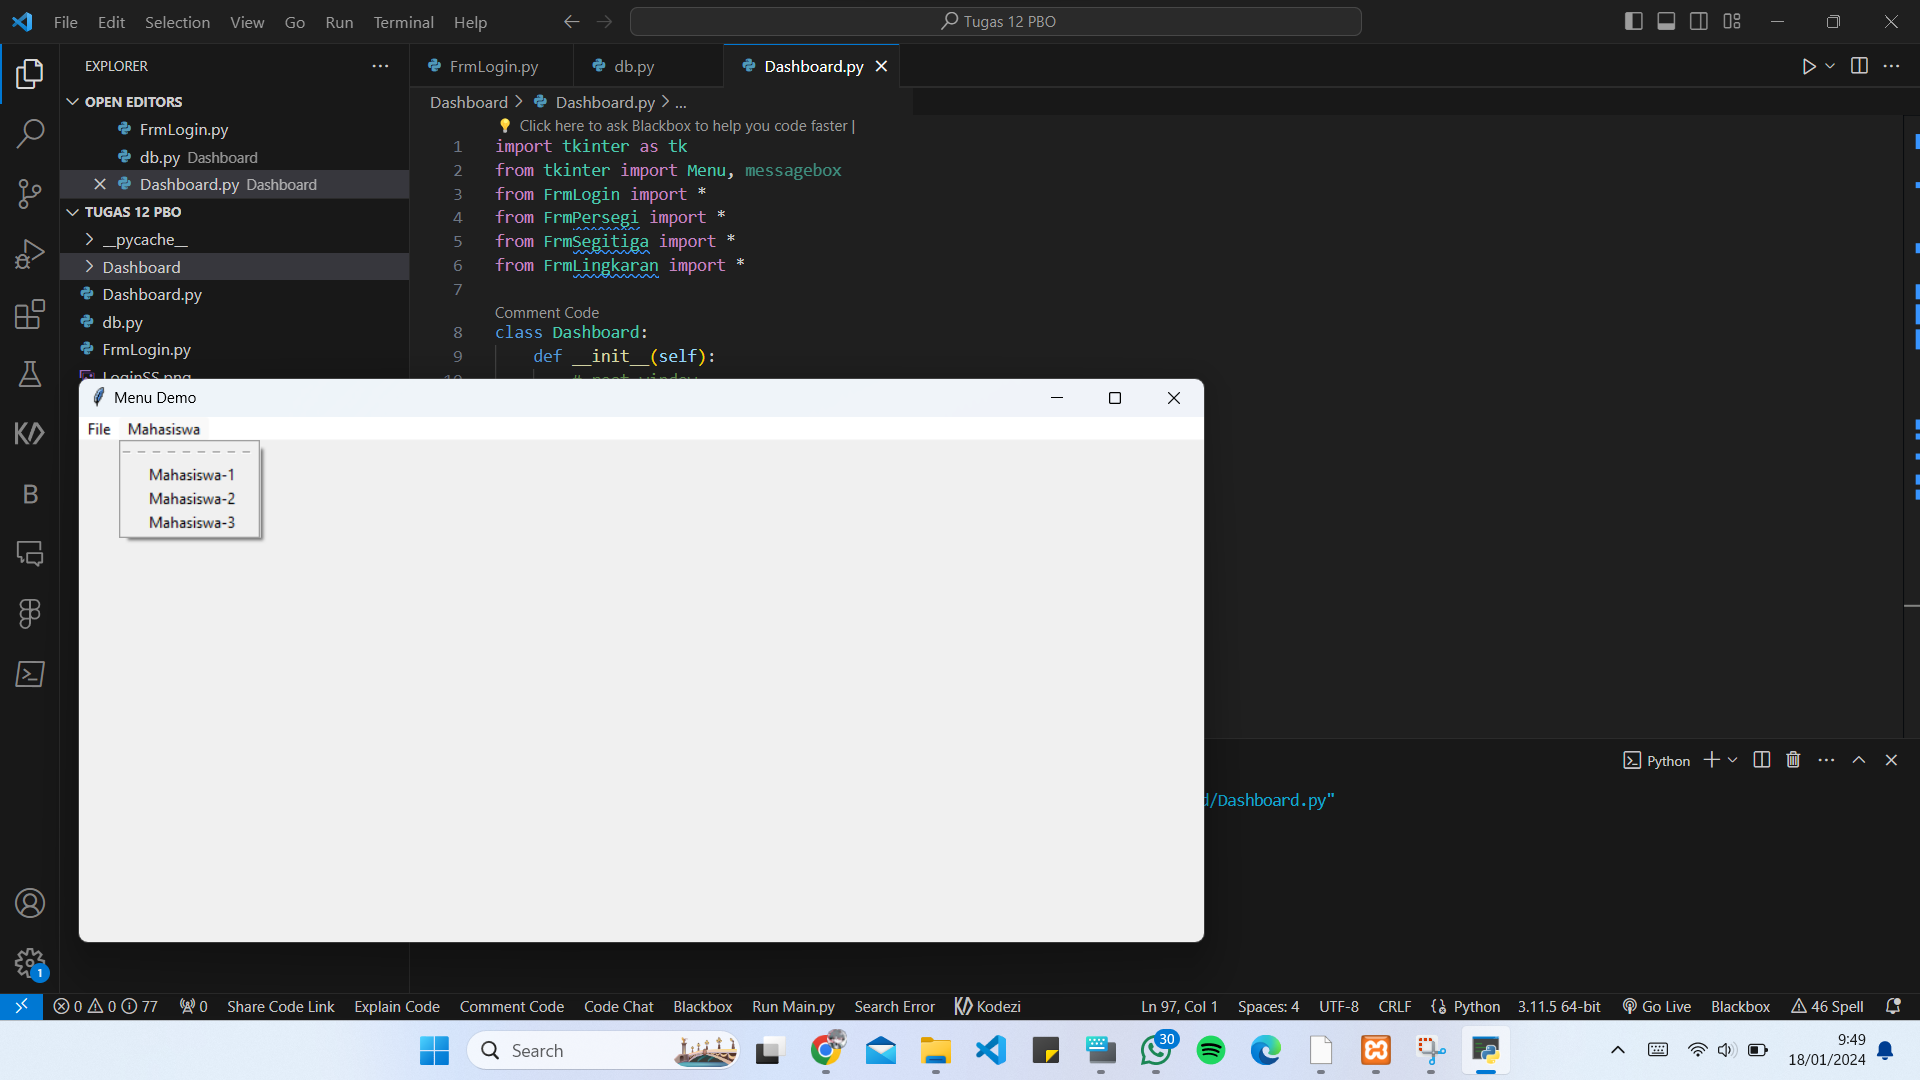 File Edit Selection View Go Run Terminal Help
Tugas 12 PBO
EXPLORER
OPEN EDITORS
FrmLogin.py
db.py Dashboard
Dashboard.py Dashboard
TUGAS 12 PBO
__pycache__
Dashboard
Dashboard.py
db.py
FrmLogin.py
LoginSS.png
FrmLogin.py db.py Dashboard.py
Dashboard > Dashboard.py > ...
Click here to ask Blackbox to help you code faster |
1 import tkinter as tk
2 from tkinter import Menu, messagebox
3 from FrmLogin import *
4 from FrmPersegi import *
5 from FrmSegitiga import *
6 from FrmLingkaran import *
7
Comment Code
8 class Dashboard:
9 def __init__(self):
10 # root window
Menu Demo
File Mahasiswa
Mahasiswa-1
Mahasiswa-2
Mahasiswa-3
Python
d/Dashboard.py"
B
1
0 0 77 0 Share Code Link Explain Code Comment Code Code Chat Blackbox Run Main.py Search Error Kodezi Ln 97, Col 1 Spaces: 4 UTF-8 CRLF Python 3.11.5 64-bit Go Live Blackbox 46 Spell
Search
30
9:49
18/01/2024